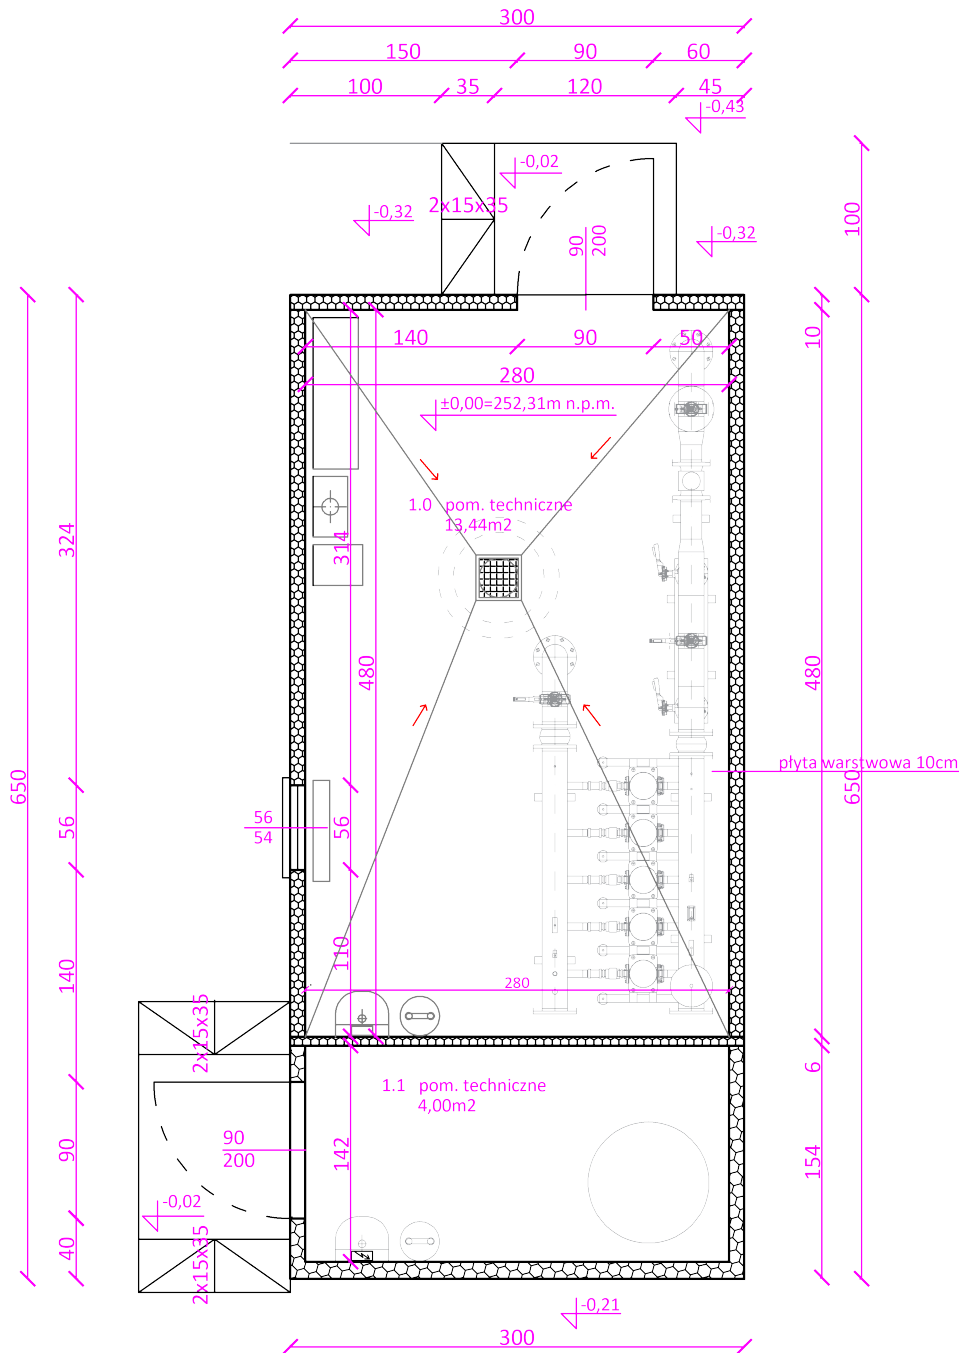 300
150 90 60
100 35 120 45
-0,43
-0,02
2x15x35
-0,32
-0,32
90
200
100
10
140 90 50
280
±0,00=252,31m n.p.m.
1.0 pom. techniczne
13,44m2
324
314
480
480
650
650
płyta warstwowa 10cm
56
56
54
56
140
110
280
2x15x35
1.1 pom. techniczne
4,00m2
6
90
90
200
142
154
-0,02
40
2x15x35
-0,21
300